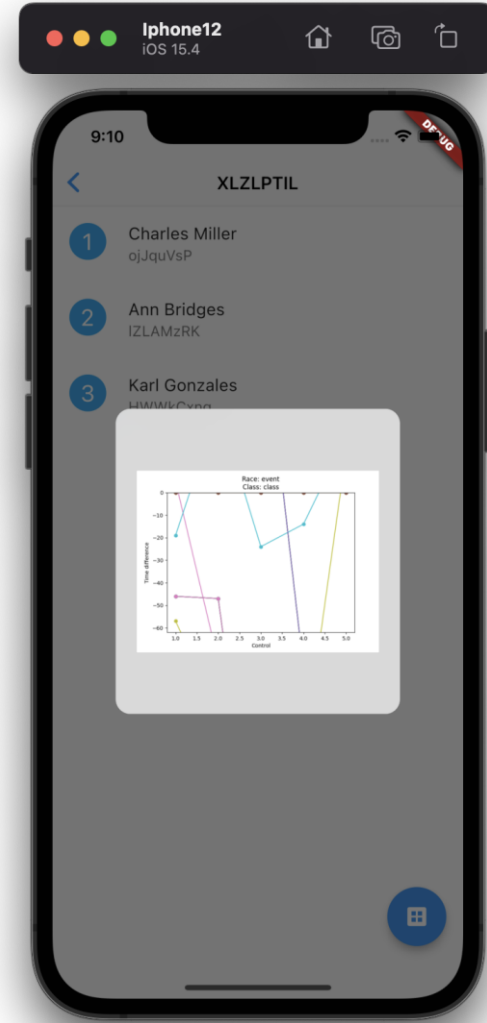 Iphone12
iOS 15.4
9:10
DEBUG
XLZLPTIL
1
Charles Miller
ojJquVsP
2
Ann Bridges
IZLAMzRK
3
Karl Gonzales
HWWkCxng
Race: event
Class: class
Time difference
0
−10
−20
−30
−40
−50
−60
1.0 1.5 2.0 2.5 3.0 3.5 4.0 4.5 5.0
Control